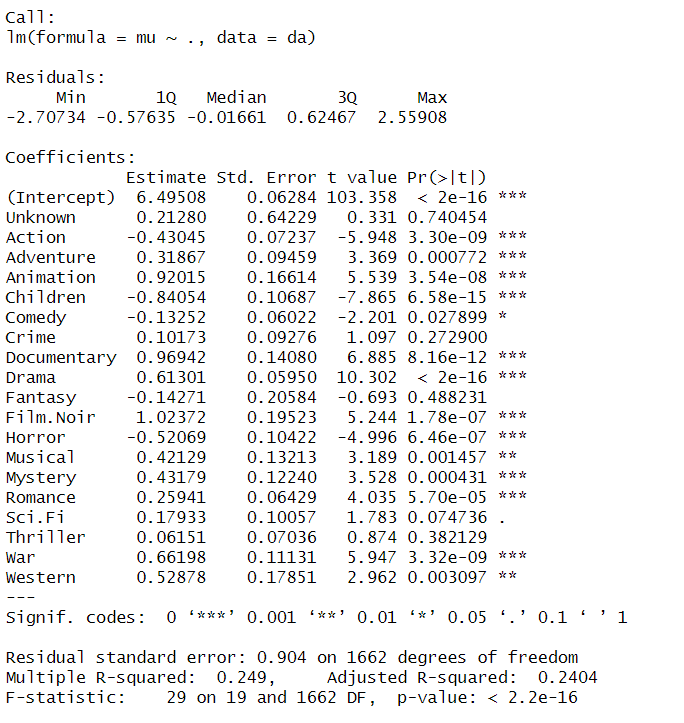 Call:
lm(formula = mu ~ ., data = da)
Residuals:
Min 1Q Median 3Q Max
-2.70734 -0.57635 -0.01661 0.62467 2.55908
Coefficients:
Estimate Std. Error t value Pr(>|t|)
(Intercept) 6.49508 0.06284 103.358 < 2e-16 ***
Unknown 0.21280 0.64229 0.331 0.740454
Action -0.43045 0.07237 -5.948 3.30e-09 ***
Adventure 0.31867 0.09459 3.369 0.000772 ***
Animation 0.92015 0.16614 5.539 3.54e-08 ***
Children -0.84054 0.10687 -7.865 6.58e-15 ***
Comedy -0.13252 0.06022 -2.201 0.027899 *
Crime 0.10173 0.09276 1.097 0.272900
Documentary 0.96942 0.14080 6.885 8.16e-12 ***
Drama 0.61301 0.05950 10.302 < 2e-16 ***
Fantasy -0.14271 0.20584 -0.693 0.488231
Film.Noir 1.02372 0.19523 5.244 1.78e-07 ***
Horror -0.52069 0.10422 -4.996 6.46e-07 ***
Musical 0.42129 0.13213 3.189 0.001457 **
Mystery 0.43179 0.12240 3.528 0.000431 ***
Romance 0.25941 0.06429 4.035 5.70e-05 ***
Sci.Fi 0.17933 0.10057 1.783 0.074736 .
Thriller 0.06151 0.07036 0.874 0.382129
War 0.66198 0.11131 5.947 3.32e-09 ***
Western 0.52878 0.17851 2.962 0.003097 **
---
Signif. codes: 0 ‘***’ 0.001 ‘**’ 0.01 ‘*’ 0.05 ‘.’ 0.1 ‘ ’ 1
Residual standard error: 0.904 on 1662 degrees of freedom
Multiple R-squared: 0.249, Adjusted R-squared: 0.2404
F-statistic: 29 on 19 and 1662 DF, p-value: < 2.2e-16